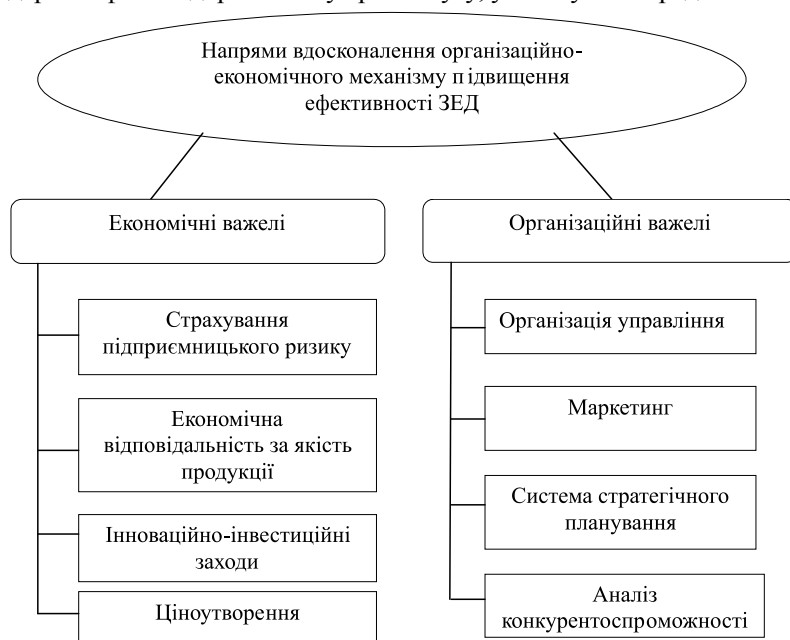 Напрями вдосконалення організаційно-
економічного механізму підвищення
ефективності ЗЕД
Економічні важелі
Організаційні важелі
Страхування
підприємницького ризику
Економічна
відповідальність за якість
продукції
Інноваційно-інвестиційні
заходи
Ціноутворення
Організація управління
Маркетинг
Система стратегічного
планування
Аналіз
конкурентоспроможності